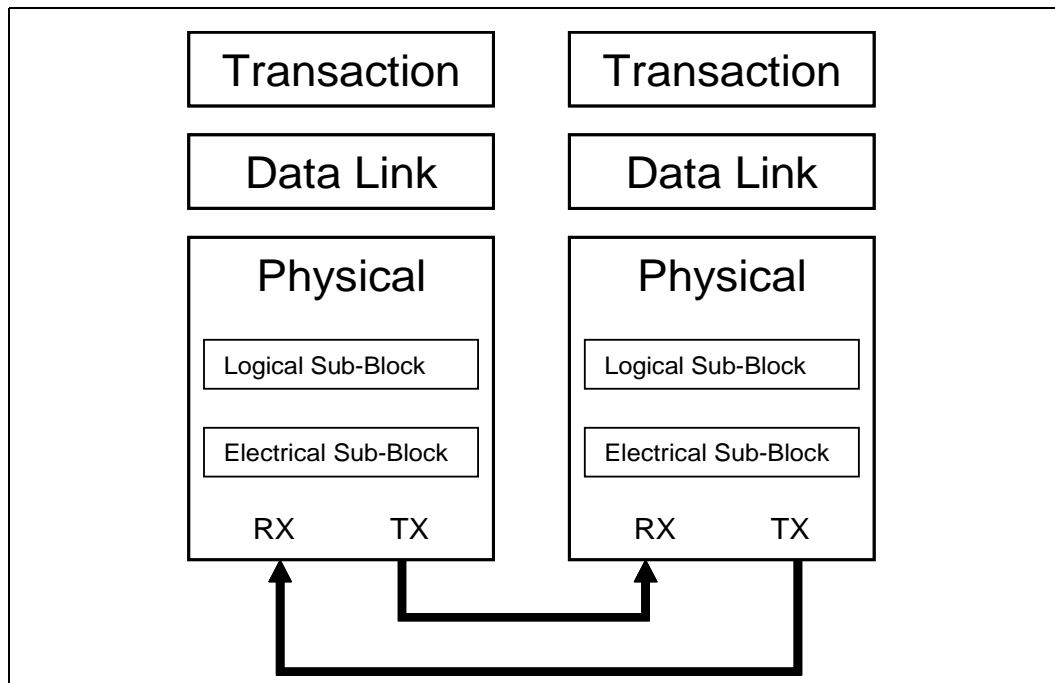 Transaction
Transaction
Data Link
Data Link
Physical
Physical
Logical Sub-Block
Logical Sub-Block
Electrical Sub-Block
Electrical Sub-Block
RX TX
RX TX